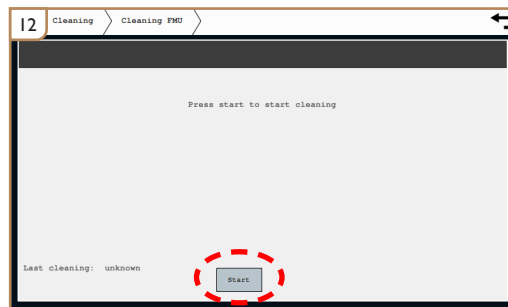 12 Cleaning Cleaning FMU
Press start to start cleaning
Last cleaning: unknown
Start